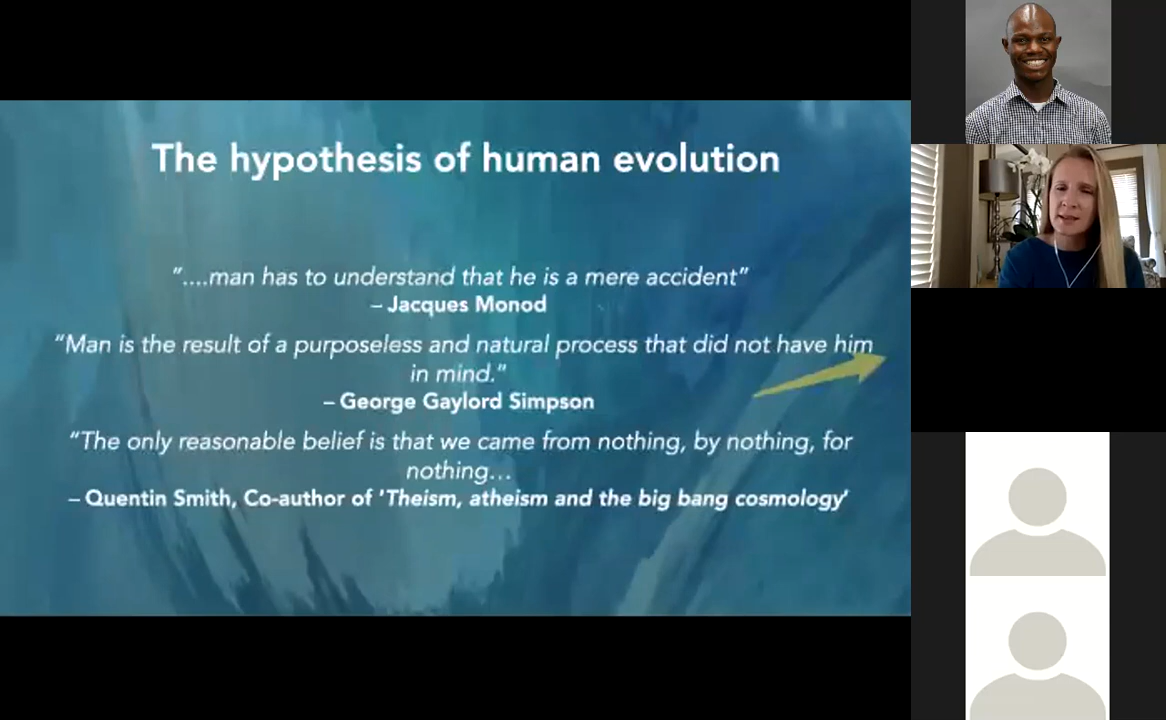 The hypothesis of human evolution
"....man has to understand that he is a mere accident"
– Jacques Monod
"Man is the result of a purposeless and natural process that did not have him
in mind."
– George Gaylord Simpson
"The only reasonable belief is that we came from nothing, by nothing, for
nothing...
– Quentin Smith, Co-author of 'Theism, atheism and the big bang cosmology'